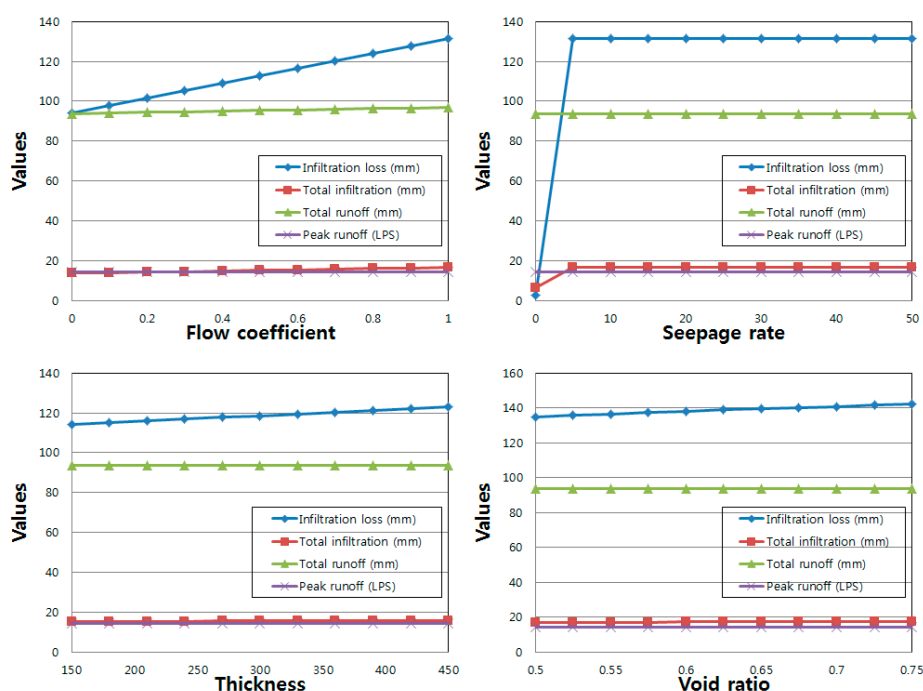 140
120
100
80
60
40
20
0
Values
Infiltration loss (mm)
Total infiltration (mm)
Total runoff (mm)
Peak runoff (LPS)
0 0.2 0.4 0.6 0.8 1
Flow coefficient
140
120
100
80
60
40
20
0
Values
Infiltration loss (mm)
Total infiltration (mm)
Total runoff (mm)
Peak runoff (LPS)
0 10 20 30 40 50
Seepage rate
140
120
100
80
60
40
20
0
Values
Infiltration loss (mm)
Total infiltration (mm)
Total runoff (mm)
Peak runoff (LPS)
150 200 250 300 350 400 450
Thickness
160
140
120
100
80
60
40
20
0
Values
Infiltration loss (mm)
Total infiltration (mm)
Total runoff (mm)
Peak runoff (LPS)
0.5 0.55 0.6 0.65 0.7 0.75
Void ratio